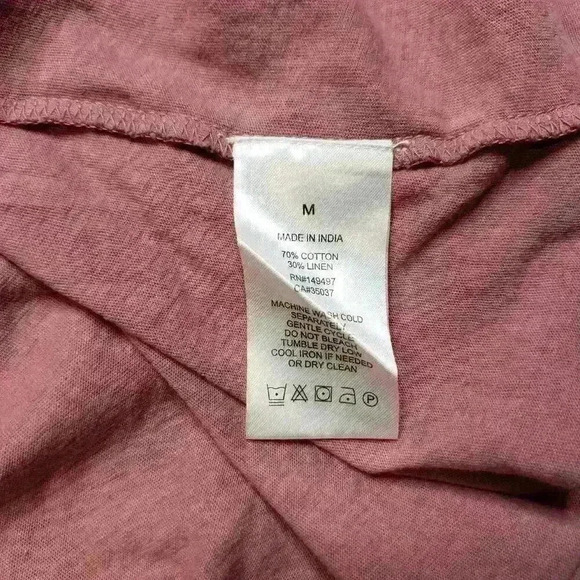 M
MADE IN INDIA
70% COTTON
30% LINEN
RN#149497
CA#35037
MACHINE WASH COLD
SEPARATELY
GENTLE CYCLE
DO NOT BLEACH
TUMBLE DRY LOW
COOL IRON IF NEEDED
OR DRY CLEAN
P